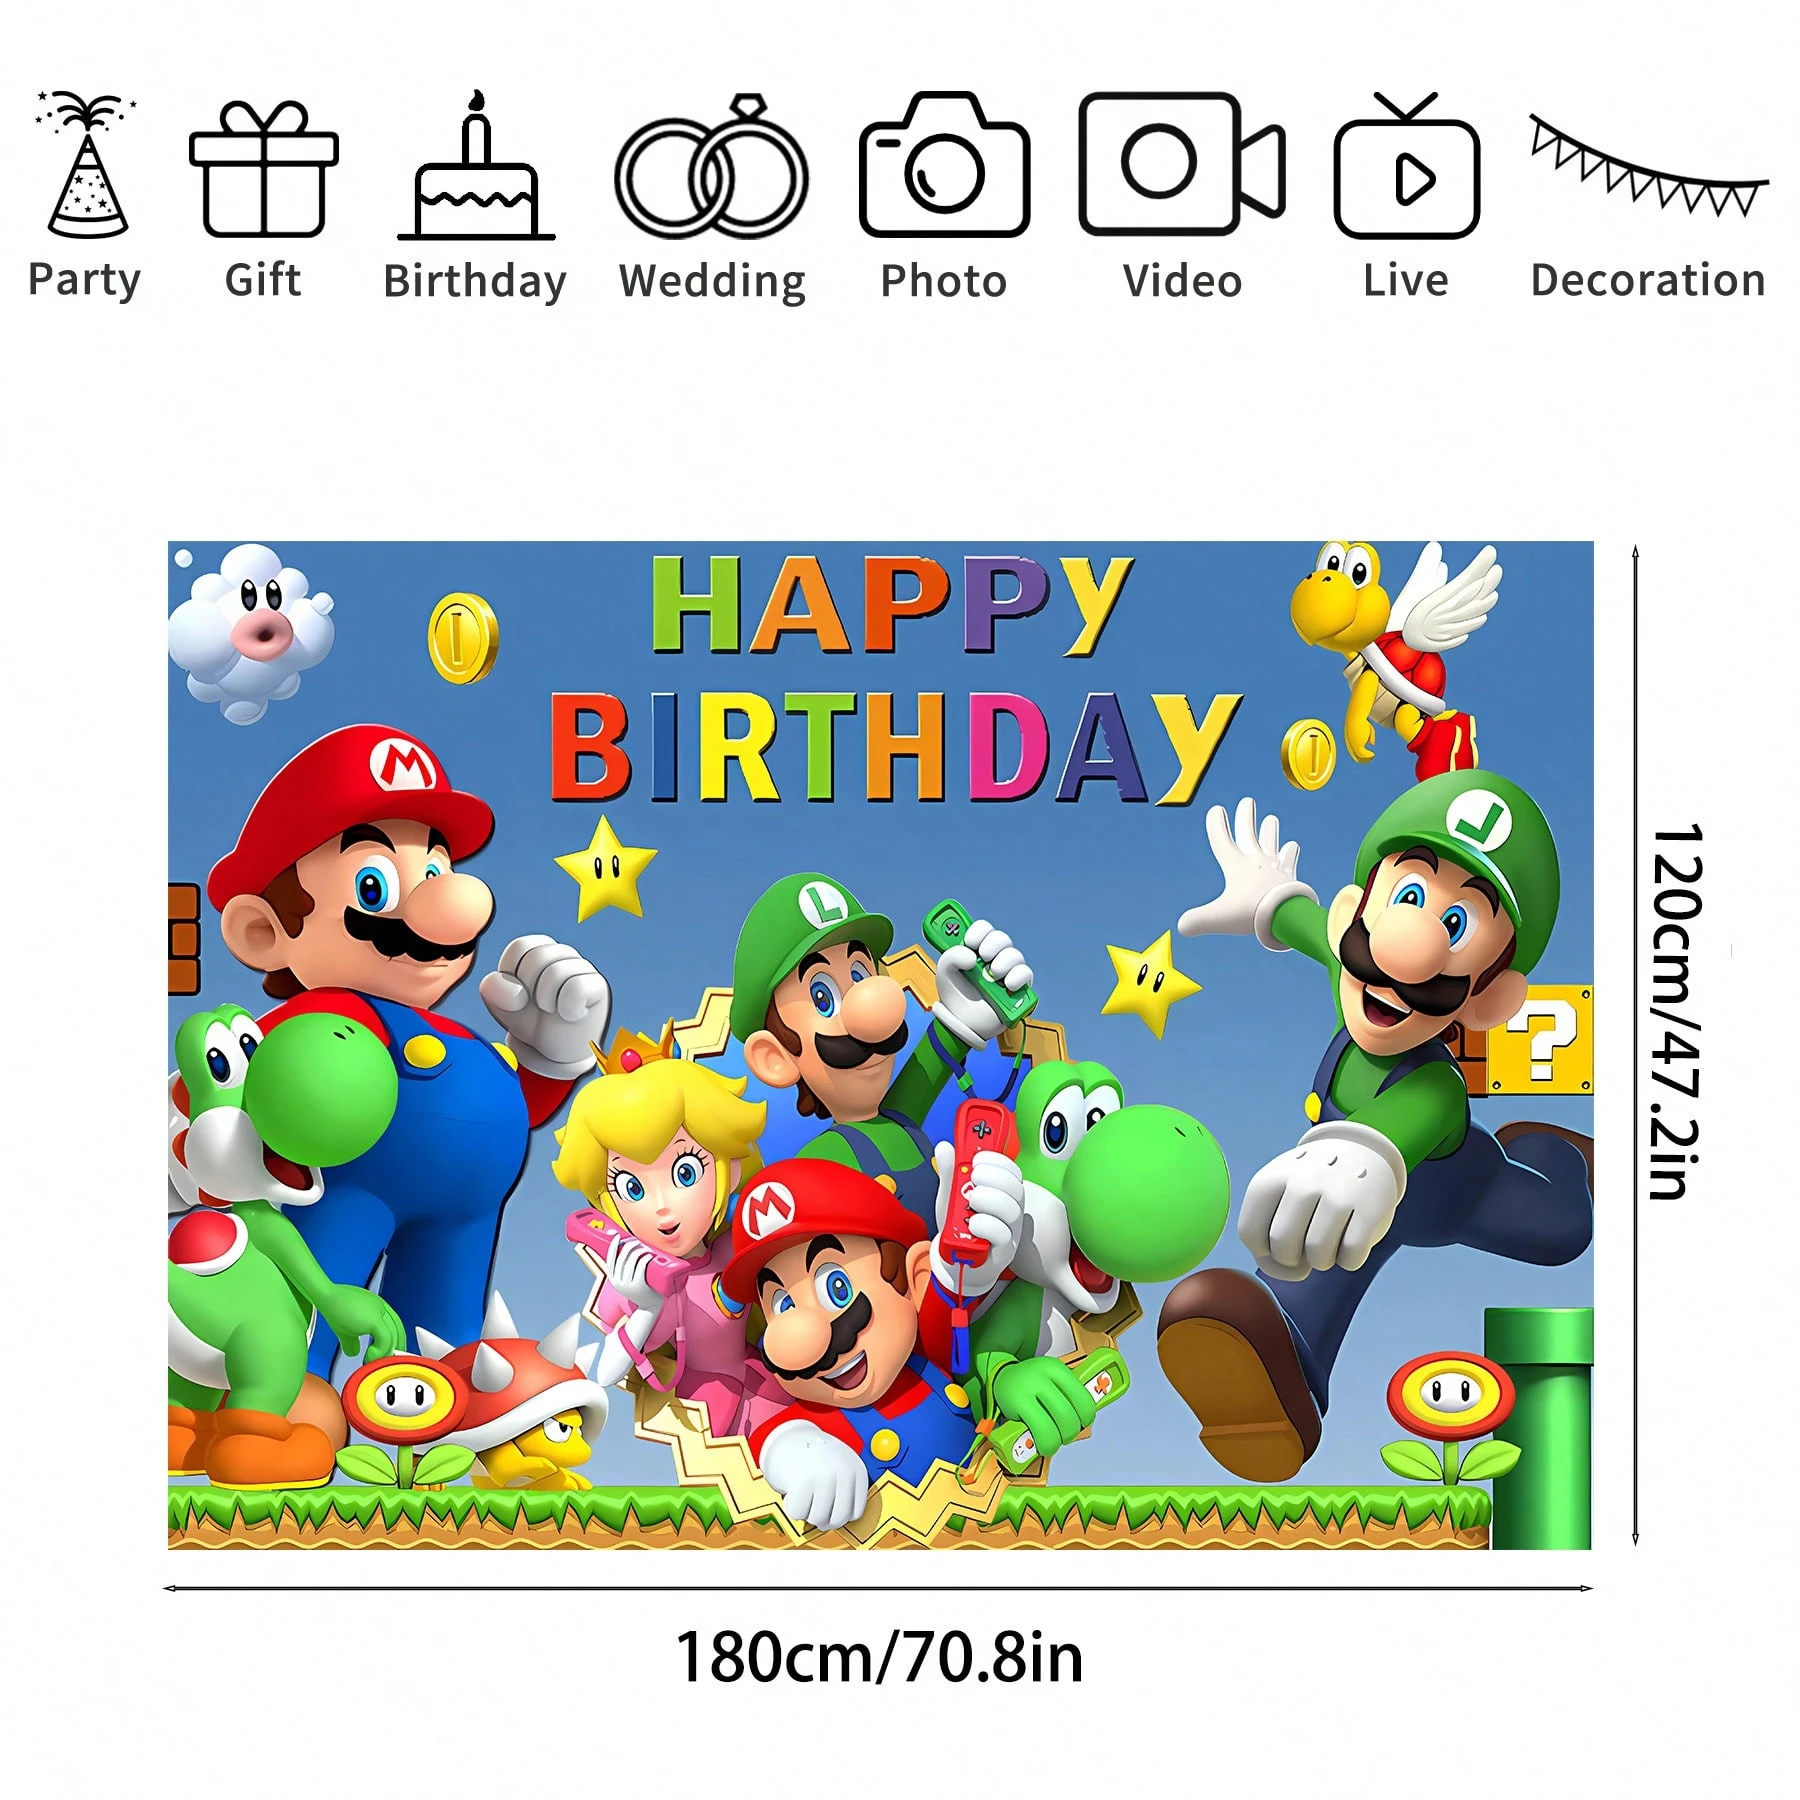 Party
Gift
Birthday
Wedding
Photo
Video
Live
Decoration
HAPPY
BIRTHDAY
M
L
L
M
?
120cm/47.2in
180cm/70.8in